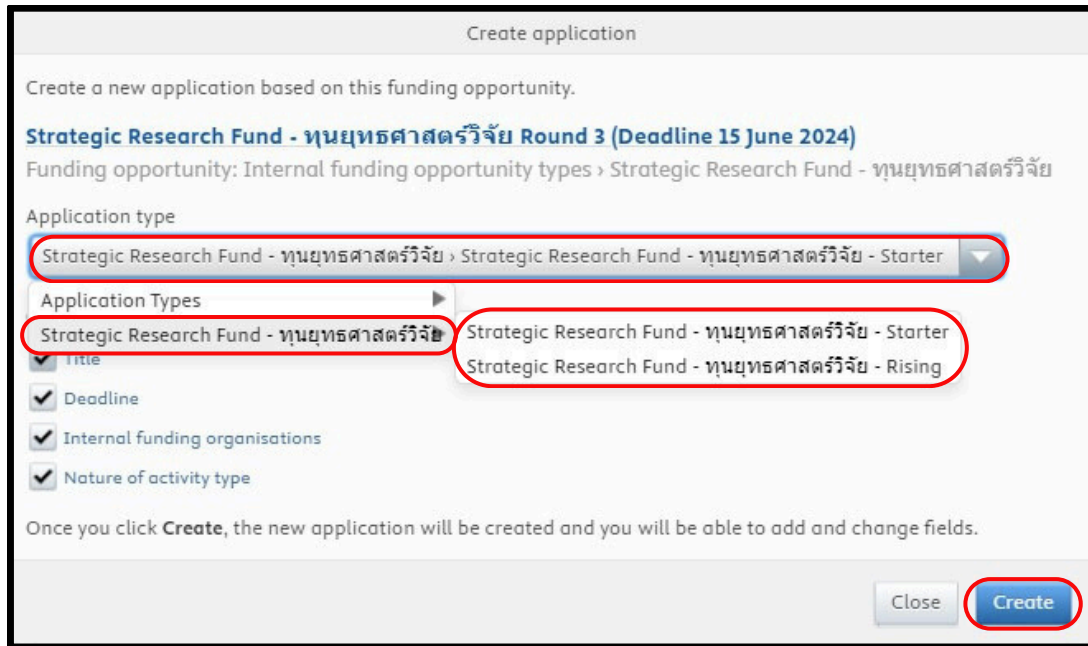 Create application
Create a new application based on this funding opportunity.
Strategic Research Fund - ทุนยุทธศาสตร์วิจัย Round 3 (Deadline 15 June 2024)
Funding opportunity: Internal funding opportunity types › Strategic Research Fund - ทุนยุทธศาสตร์วิจัย
Application type
Strategic Research Fund - ทุนยุทธศาสตร์วิจัย › Strategic Research Fund - ทุนยุทธศาสตร์วิจัย - Starter
Application Types
Strategic Research Fund - ทุนยุทธศาสตร์วิจัย
Strategic Research Fund - ทุนยุทธศาสตร์วิจัย - Starter
Strategic Research Fund - ทุนยุทธศาสตร์วิจัย - Rising
Title
Deadline
Internal funding organisations
Nature of activity type
Once you click Create, the new application will be created and you will be able to add and change fields.
Close
Create